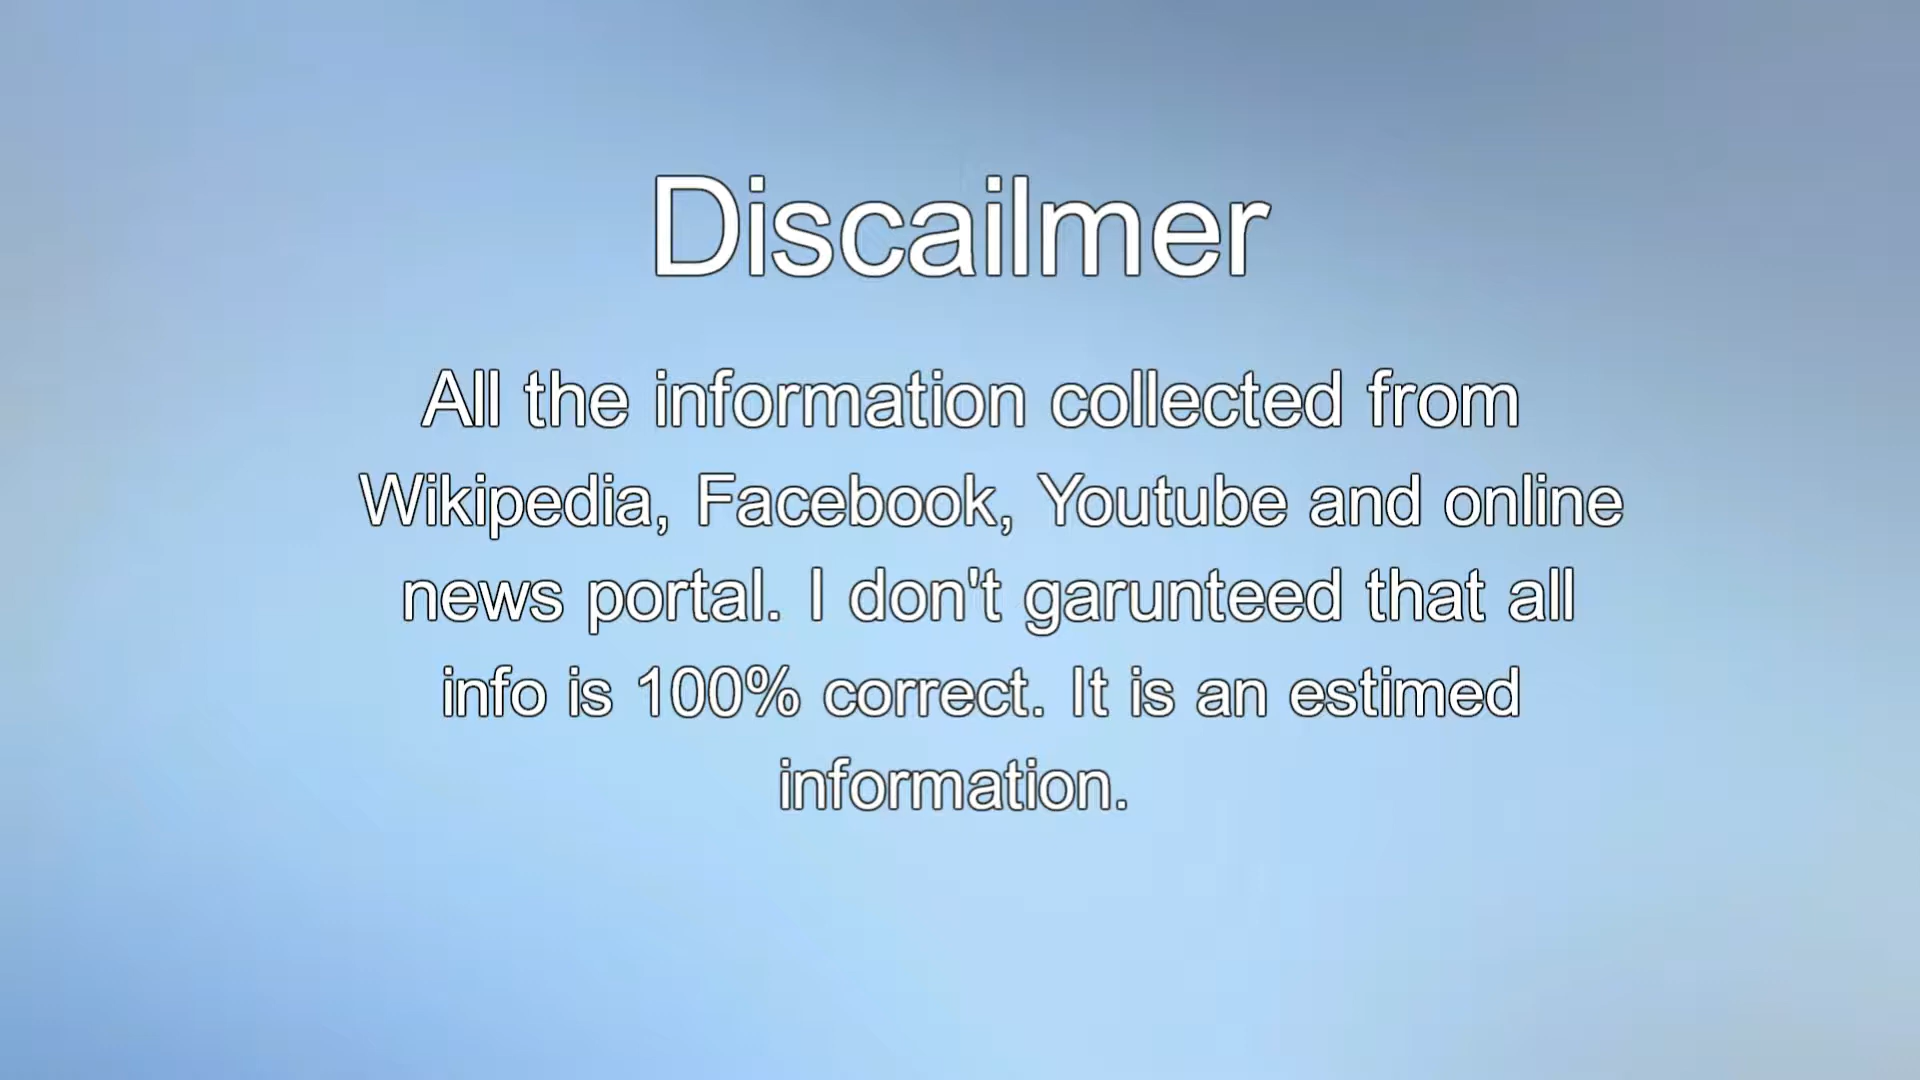 Discailmer
All the information collected from
Wikipedia, Facebook, Youtube and online
news portal. I don't garunteed that all
info is 100% correct. It is an estimed
information.